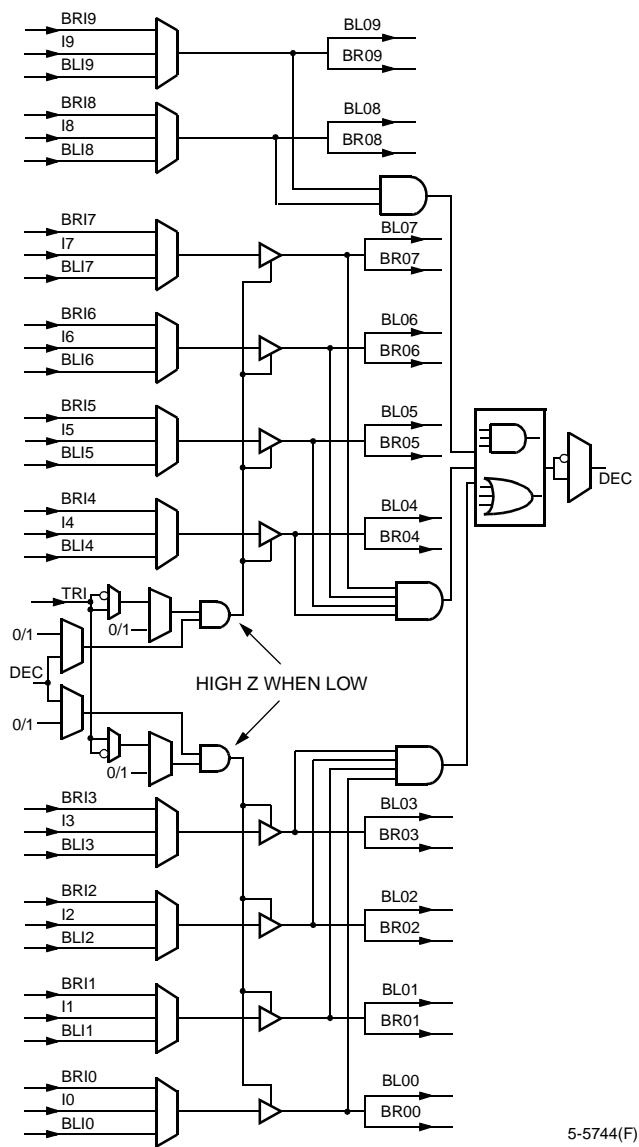 BRI9
I9
BLI9
BL09
BR09
BRI8
I8
BLI8
BL08
BR08
BRI7
I7
BLI7
BL07
BR07
BRI6
I6
BLI6
BL06
BR06
BRI5
I5
BLI5
BL05
BR05
DEC
BRI4
I4
BLI4
BL04
BR04
TRI
0/1
0/1
DEC
HIGH Z WHEN LOW
0/1
0/1
BRI3
I3
BLI3
BL03
BR03
BRI2
I2
BLI2
BL02
BR02
BRI1
I1
BLI1
BL01
BR01
BRI0
I0
BLI0
BL00
BR00
5-5744(F)